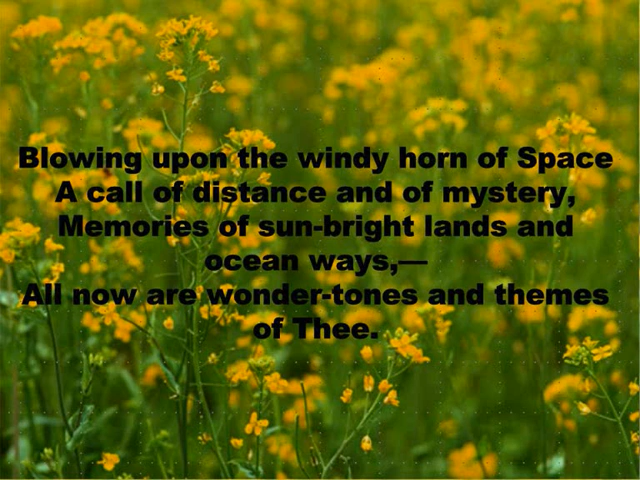 Blowing upon the windy horn of Space
A call of distance and of mystery,
Memories of sun-bright lands and
ocean ways,—
All now are wonder-tones and themes
of Thee.